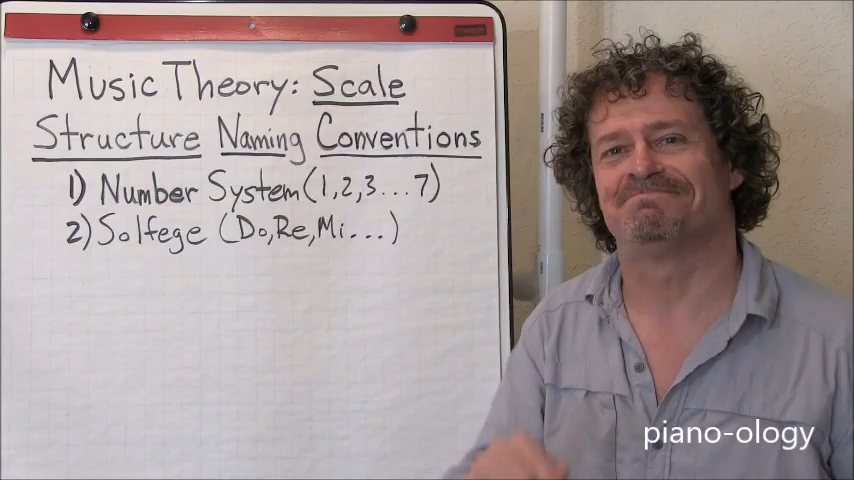 Music Theory: Scale
Structure Naming Conventions
1) Number System (1,2,3...7)
2) Solfege (Do,Re,Mi...)
piano-ology